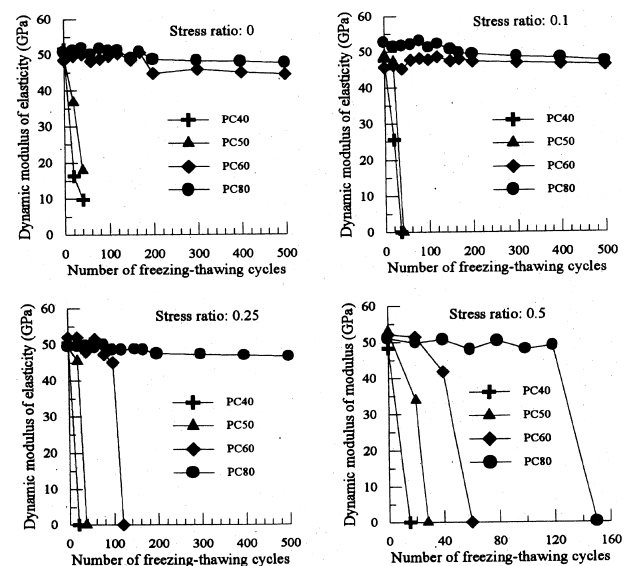 Stress ratio: 0
Dynamic modulus of elasticity (GPa)
60
50
40
30
20
10
0
PC40
PC50
PC60
PC80
0 100 200 300 400 500
Number of freezing-thawing cycles
Stress ratio: 0.1
Dynamic modulus of elasticity (GPa)
60
50
40
30
20
10
0
PC40
PC50
PC60
PC80
0 100 200 300 400 500
Number of freezing-thawing cycles
Stress ratio: 0.25
Dynamic modulus of elasticity (GPa)
60
50
40
30
20
10
0
PC40
PC50
PC60
PC80
0 100 200 300 400 500
Number of freezing-thawing cycles
Stress ratio: 0.5
Dynamic modulus of modulus (GPa)
60
50
40
30
20
10
0
PC40
PC50
PC60
PC80
0 40 80 120 160
Number of freezing-thawing cycles